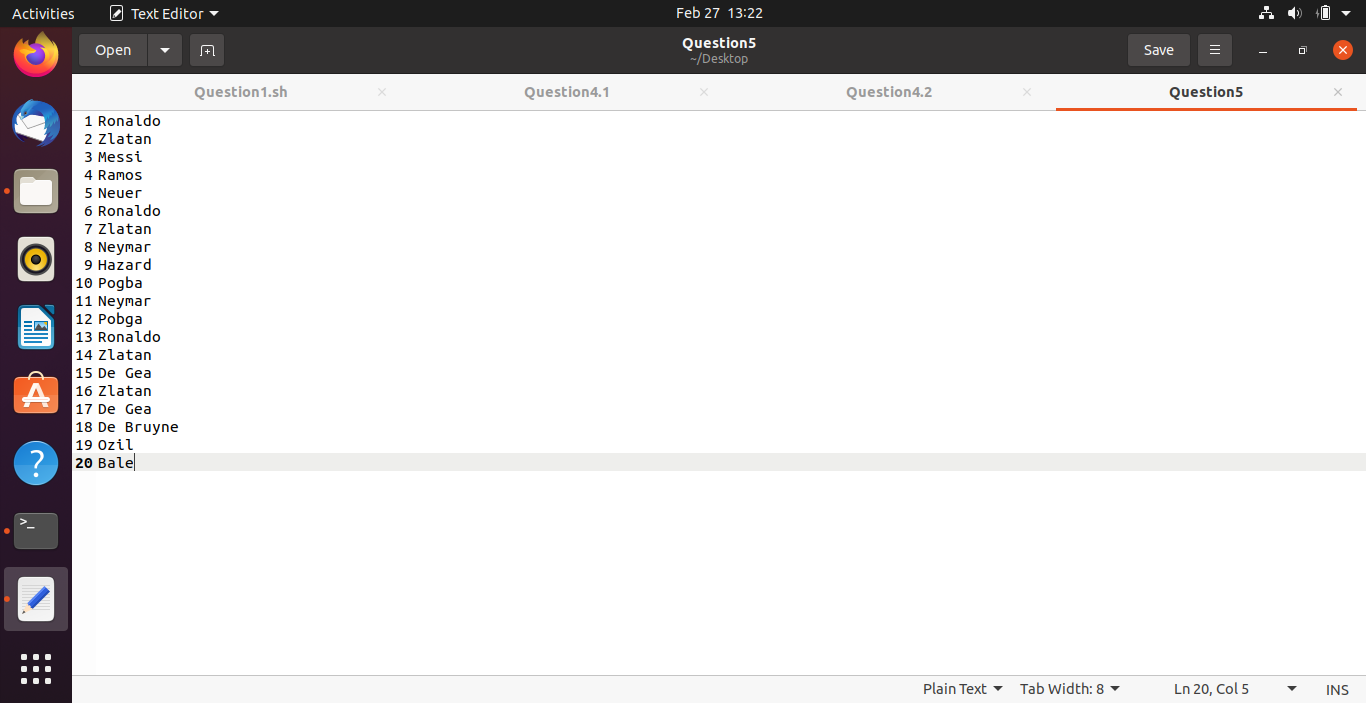 Activities Text Editor Feb 27 13:22
Open Question5 Save
~/Desktop
Question1.sh Question4.1 Question4.2 Question5
1 Ronaldo
2 Zlatan
3 Messi
4 Ramos
5 Neuer
6 Ronaldo
7 Zlatan
8 Neymar
9 Hazard
10 Pogba
11 Neymar
12 Pobga
13 Ronaldo
14 Zlatan
15 De Gea
16 Zlatan
17 De Gea
18 De Bruyne
19 Ozil
20 Bale
Plain Text Tab Width: 8 Ln 20, Col 5 INS